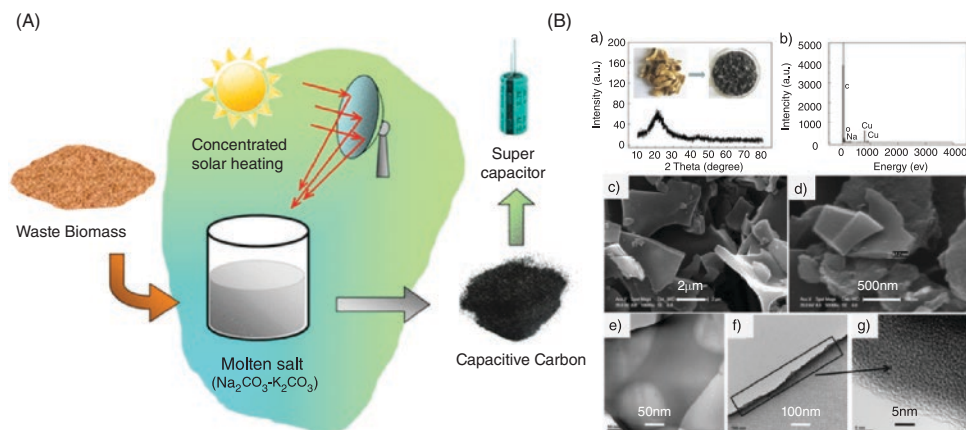 (A)
Concentrated
solar heating
Waste Biomass
Molten salt
(Na₂CO₃-K₂CO₃)
Super
capacitor
Capacitive Carbon
(B)
a)
200
160
120
80
40
0
Intensity (a.u.)
10 20 30 40 50 60 70 80
2 Theta (degree)
b)
5000
4000
3000
2000
1000
0
Intencity (a.u.)
c
o
Na
Cu
Cu
0 1000 2000 3000 4000
Energy (ev)
c)
2μm
d)
500nm
e)
50nm
f)
100nm
g)
5nm